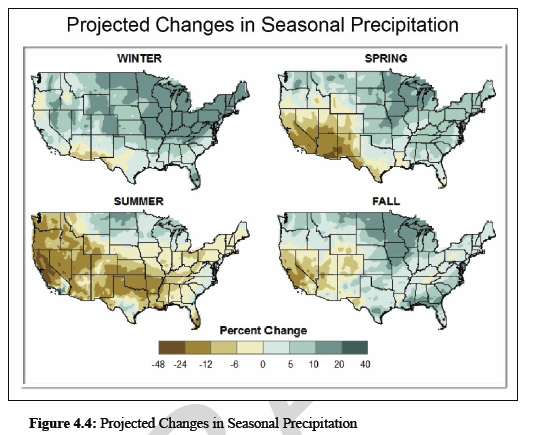 Projected Changes in Seasonal Precipitation
WINTER
SPRING
SUMMER
FALL
Percent Change
-48 -24 -12 -6 0 5 10 20 40
Figure 4.4: Projected Changes in Seasonal Precipitation